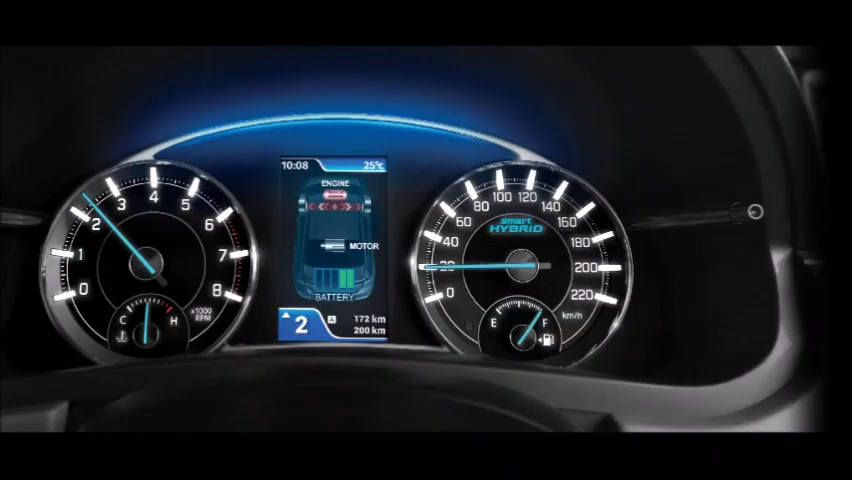 10:08 25°C
ENGINE
MOTOR
BATTERY
2 A 172 km
200 km
0 1 2 3 4 5 6 7 8
x1000
RPM
C H
0 20 40 60 80 100 120 140 160 180 200 220
smart
HYBRID
km/h
E F